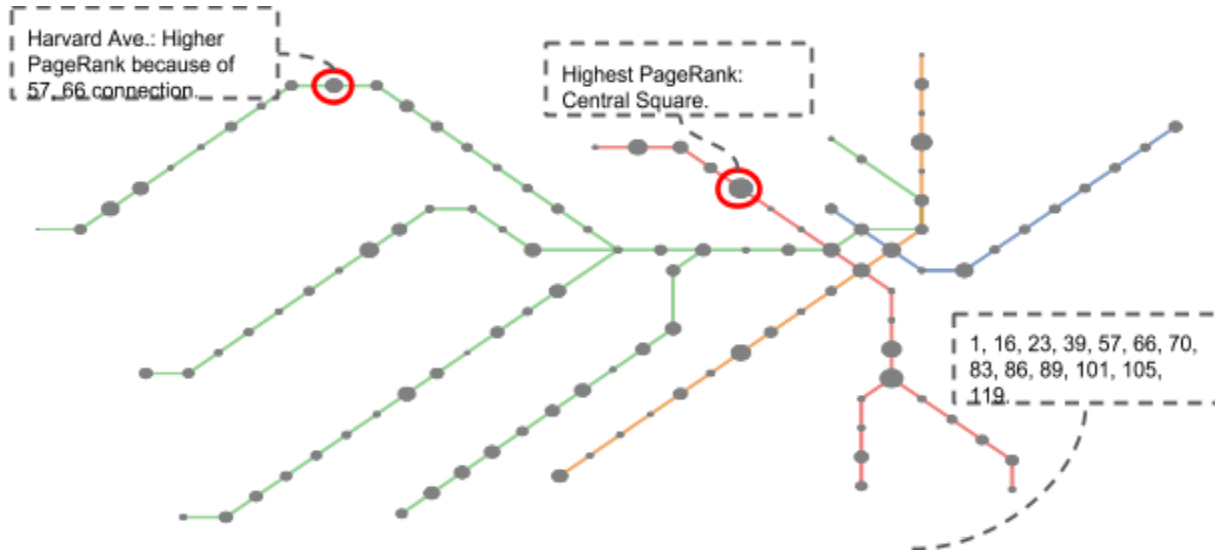 Harvard Ave.: Higher
PageRank because of
57, 66 connection.
Highest PageRank:
Central Square.
1, 16, 23, 39, 57, 66, 70,
83, 86, 89, 101, 105,
119.